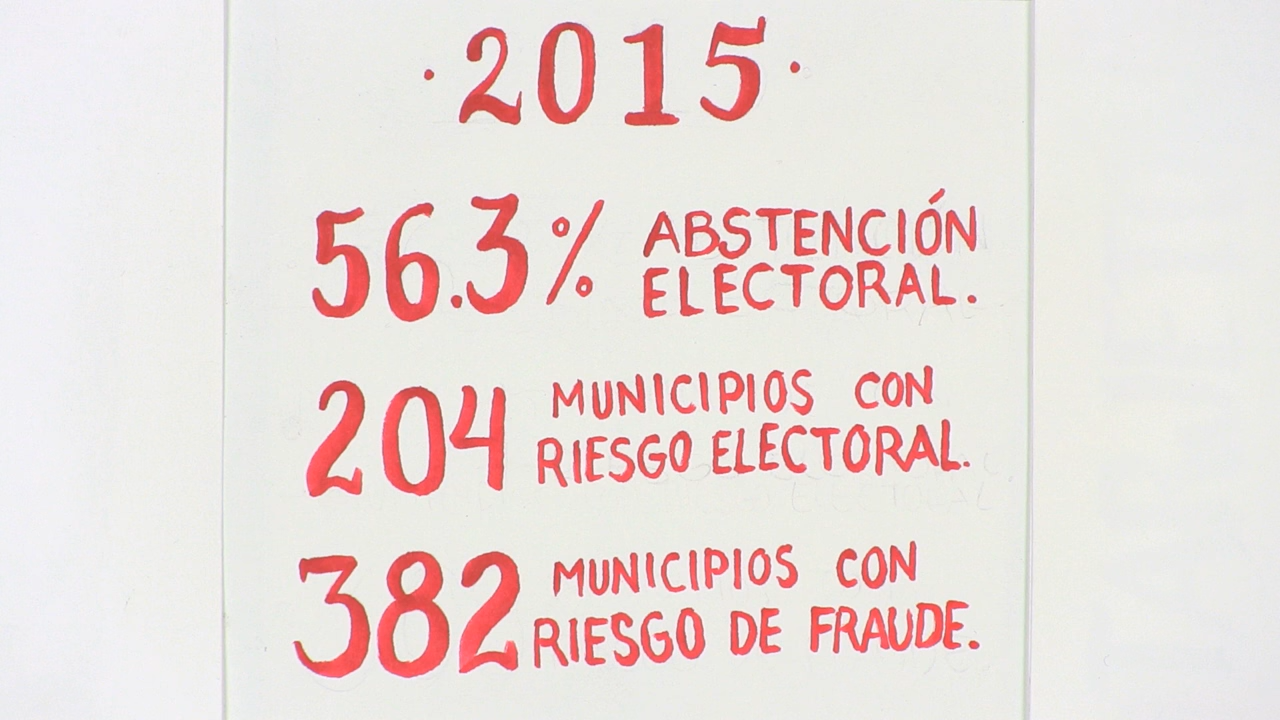 · 2015 ·
56.3% ABSTENCIÓN
ELECTORAL.
204 MUNICIPIOS CON
RIESGO ELECTORAL.
382 MUNICIPIOS CON
RIESGO DE FRAUDE.